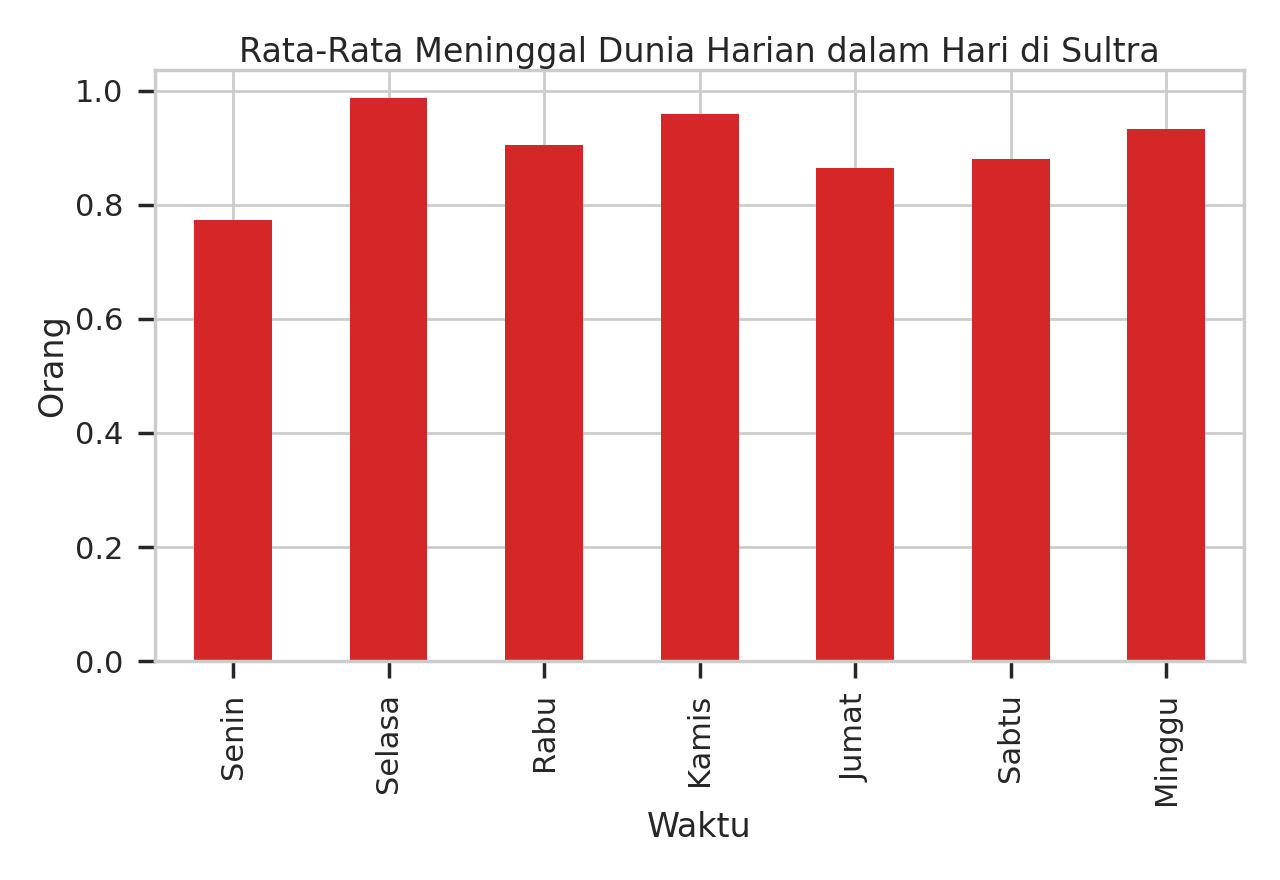 Rata-Rata Meninggal Dunia Harian dalam Hari di Sultra
1.0
0.8
0.6
0.4
0.2
0.0
Orang
Senin
Selasa
Rabu
Kamis
Jumat
Sabtu
Minggu
Waktu